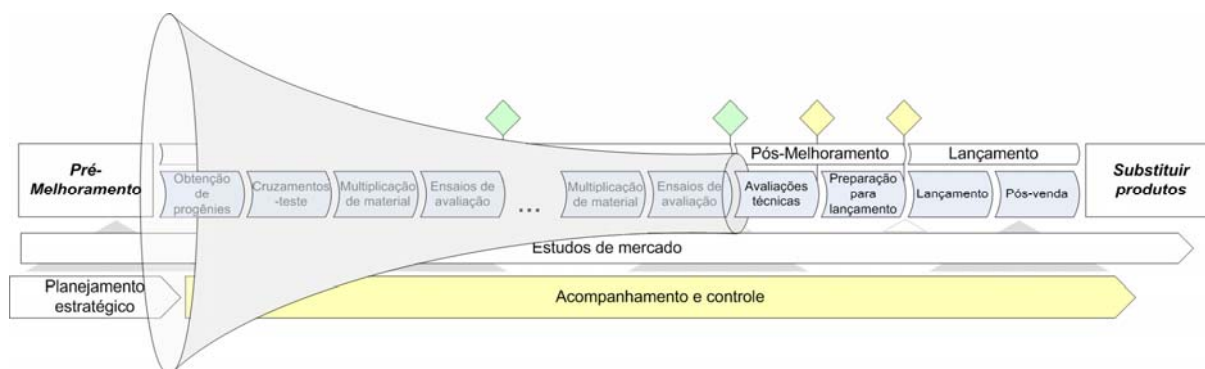 Pré-
Melhoramento
Obtenção
de
progênies
Cruzamentos
-teste
Multiplicação
de material
Ensaios de
avaliação
...
Multiplicação
de material
Ensaios de
avaliação
Pós-Melhoramento
Avaliações
técnicas
Preparação
para
lançamento
Lançamento
Lançamento
Pós-venda
Substituir
produtos
Estudos de mercado
Planejamento
estratégico
Acompanhamento e controle